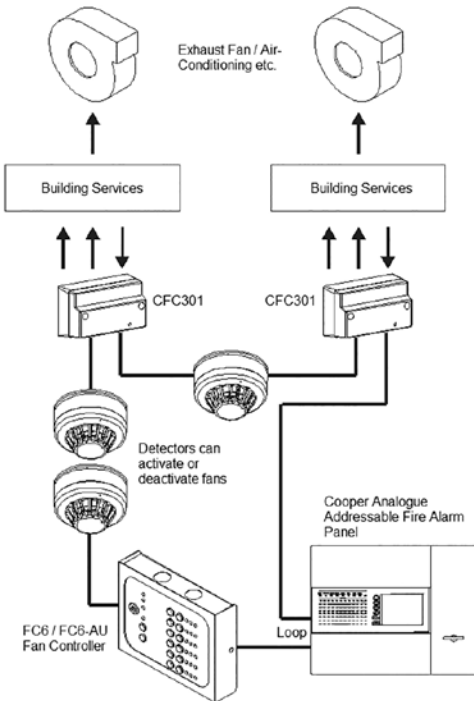 Exhaust Fan / Air-
Conditioning etc.
Building Services
Building Services
CFC301
CFC301
Detectors can
activate or
deactivate fans
Cooper Analogue
Addressable Fire Alarm
Panel
FC6 / FC6-AU
Fan Controller
Loop